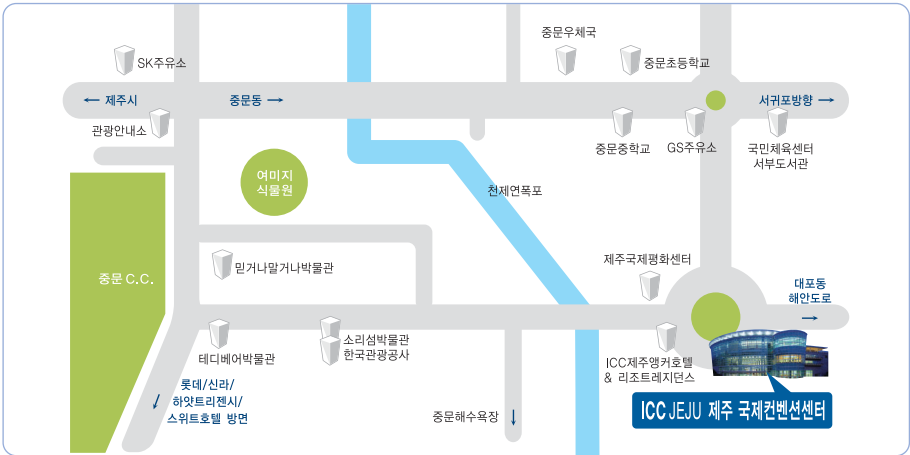 중문우체국
SK주유소
중문초등학교
← 제주시
중문동 →
서귀포방향 →
관광안내소
중문중학교
GS주유소
국민체육센터
서부도서관
여미지
식물원
천제연폭포
믿거나말거나박물관
제주국제평화센터
중문 C.C.
대포동
해안도로
→
테디베어박물관
소리섬박물관
한국관광공사
ICC제주앵커호텔
& 리조트레지던스
롯데/신라/
하얏트리젠시/
스위트호텔 방면
중문해수욕장
ICC JEJU 제주 국제컨벤션센터